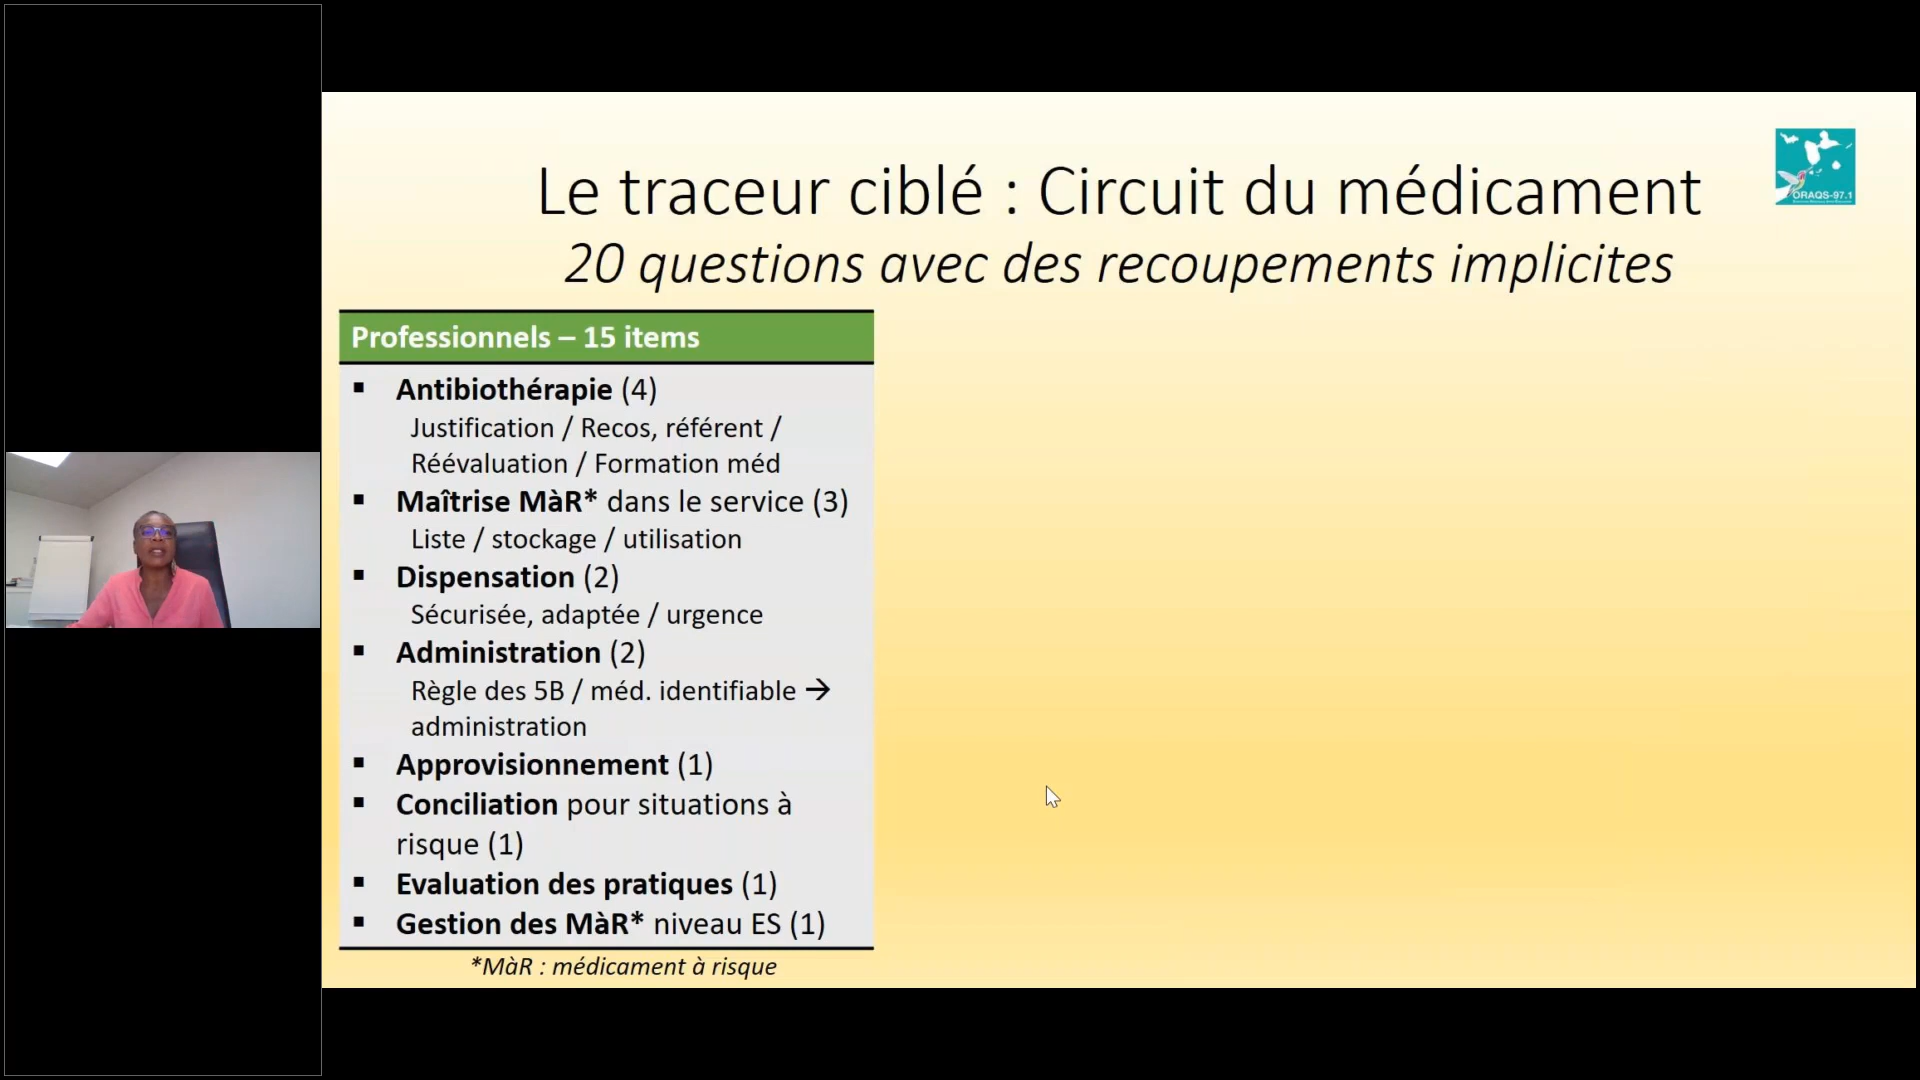 Le traceur ciblé : Circuit du médicament
20 questions avec des recoupements implicites
ORAQS-97.1
Professionnels – 15 items
▪ Antibiothérapie (4)
Justification / Recos, référent /
Réévaluation / Formation méd
▪ Maîtrise MàR* dans le service (3)
Liste / stockage / utilisation
▪ Dispensation (2)
Sécurisée, adaptée / urgence
▪ Administration (2)
Règle des 5B / méd. identifiable →
administration
▪ Approvisionnement (1)
▪ Conciliation pour situations à
risque (1)
▪ Evaluation des pratiques (1)
▪ Gestion des MàR* niveau ES (1)
*MàR : médicament à risque